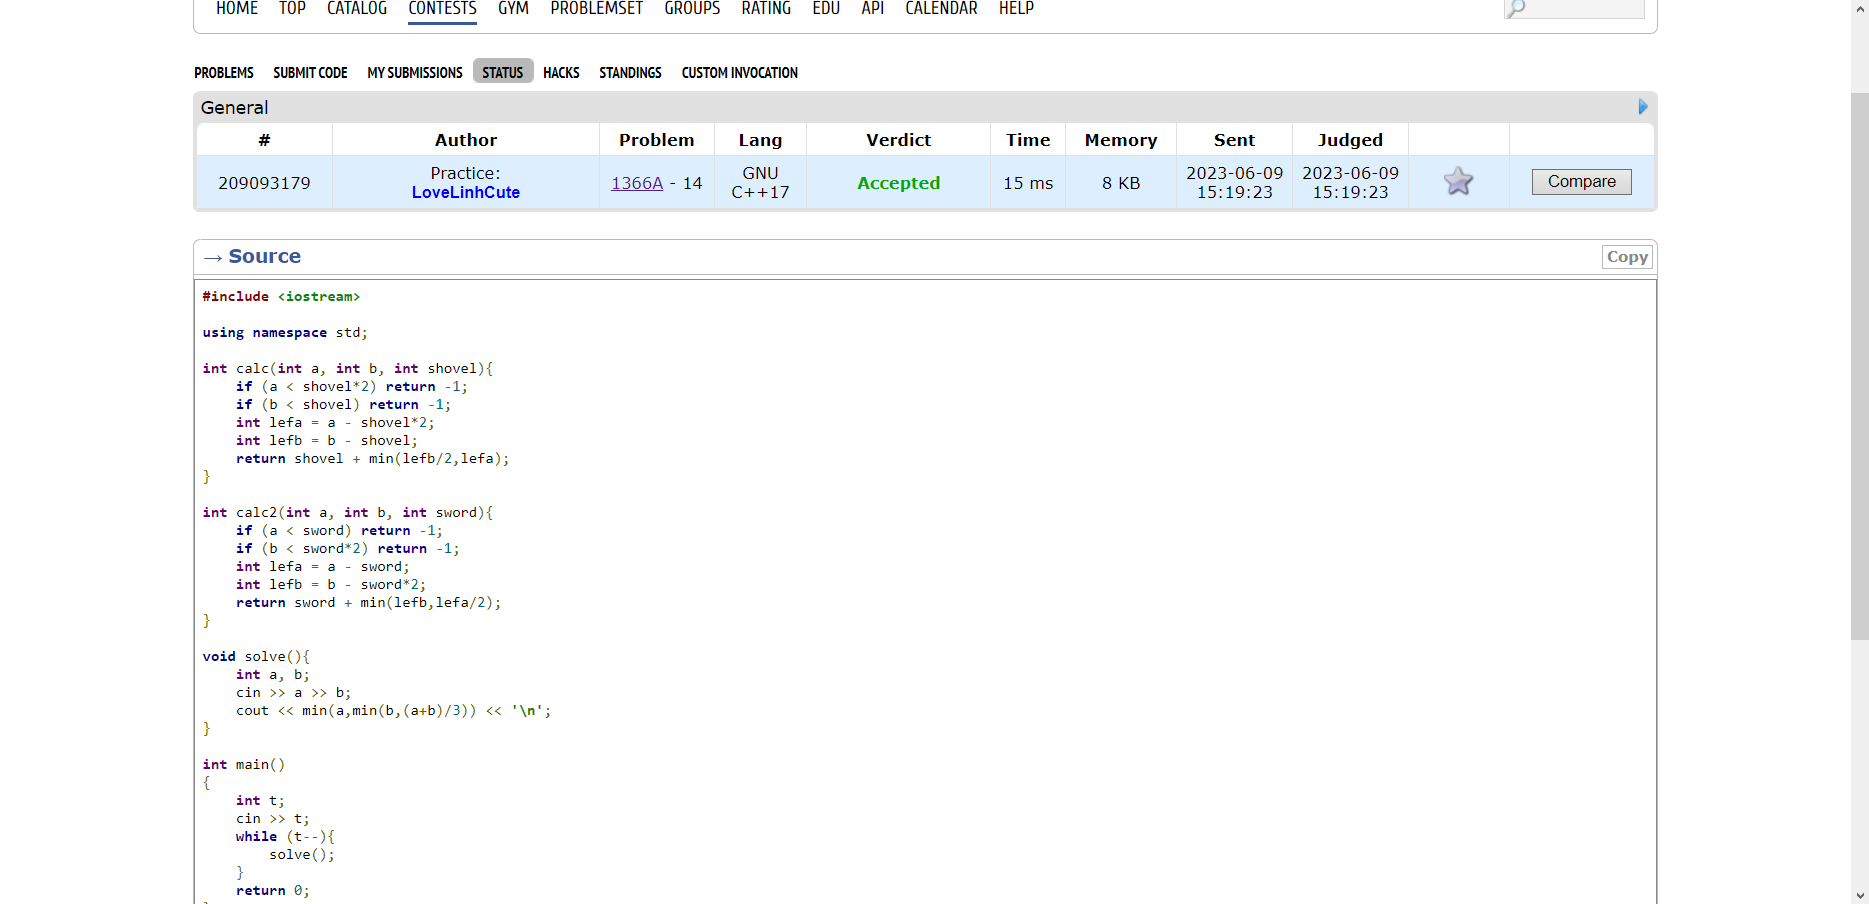 HOME TOP CATALOG CONTESTS GYM PROBLEMSET GROUPS RATING EDU API CALENDAR HELP
PROBLEMS SUBMIT CODE MY SUBMISSIONS STATUS HACKS STANDINGS CUSTOM INVOCATION
General
# Author Problem Lang Verdict Time Memory Sent Judged
209093179 Practice: LoveLinhCute 1366A - 14 GNU C++17 Accepted 15 ms 8 KB 2023-06-09 15:19:23 2023-06-09 15:19:23 Compare
→ Source Copy
#include <iostream>
using namespace std;
int calc(int a, int b, int shovel){
    if (a < shovel*2) return -1;
    if (b < shovel) return -1;
    int lefa = a - shovel*2;
    int lefb = b - shovel;
    return shovel + min(lefb/2,lefa);
}
int calc2(int a, int b, int sword){
    if (a < sword) return -1;
    if (b < sword*2) return -1;
    int lefa = a - sword;
    int lefb = b - sword*2;
    return sword + min(lefb,lefa/2);
}
void solve(){
    int a, b;
    cin >> a >> b;
    cout << min(a,min(b,(a+b)/3)) << '\n';
}
int main()
{
    int t;
    cin >> t;
    while (t--){
        solve();
    }
    return 0;